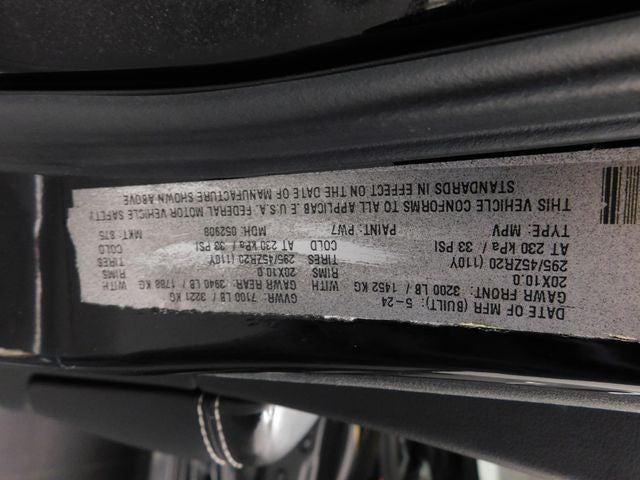 DATE OF MFR (BUILT): 5-24 GVWR: 7100 LB / 3221 KG
GAWR FRONT: 3200 LB / 1452 KG WITH GAWR REAR: 3940 LB / 1788 KG WITH
20X10.0 RIMS 20X10.0 RIMS
295/45ZR20 (110Y) TIRES 295/45ZR20 (110Y) TIRES
AT 230 kPa / 33 PSI COLD AT 230 kPa / 33 PSI COLD
TYPE: MPV PAINT: PW7 MDH: 052908 MKT: 875
THIS VEHICLE CONFORMS TO ALL APPLICAB E U.S.A. FEDERAL MOTOR VEHICLE SAFETY
STANDARDS IN EFFECT ON THE DATE OF MANUFACTURE SHOWN ABOVE